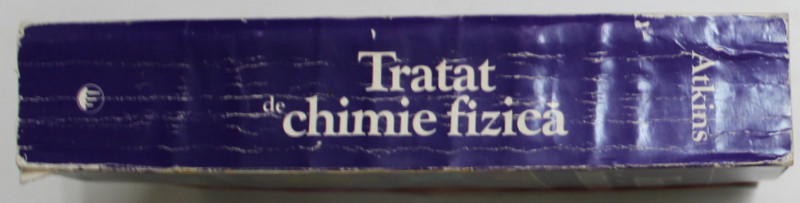 Tratat
de chimie fizică
Atkins